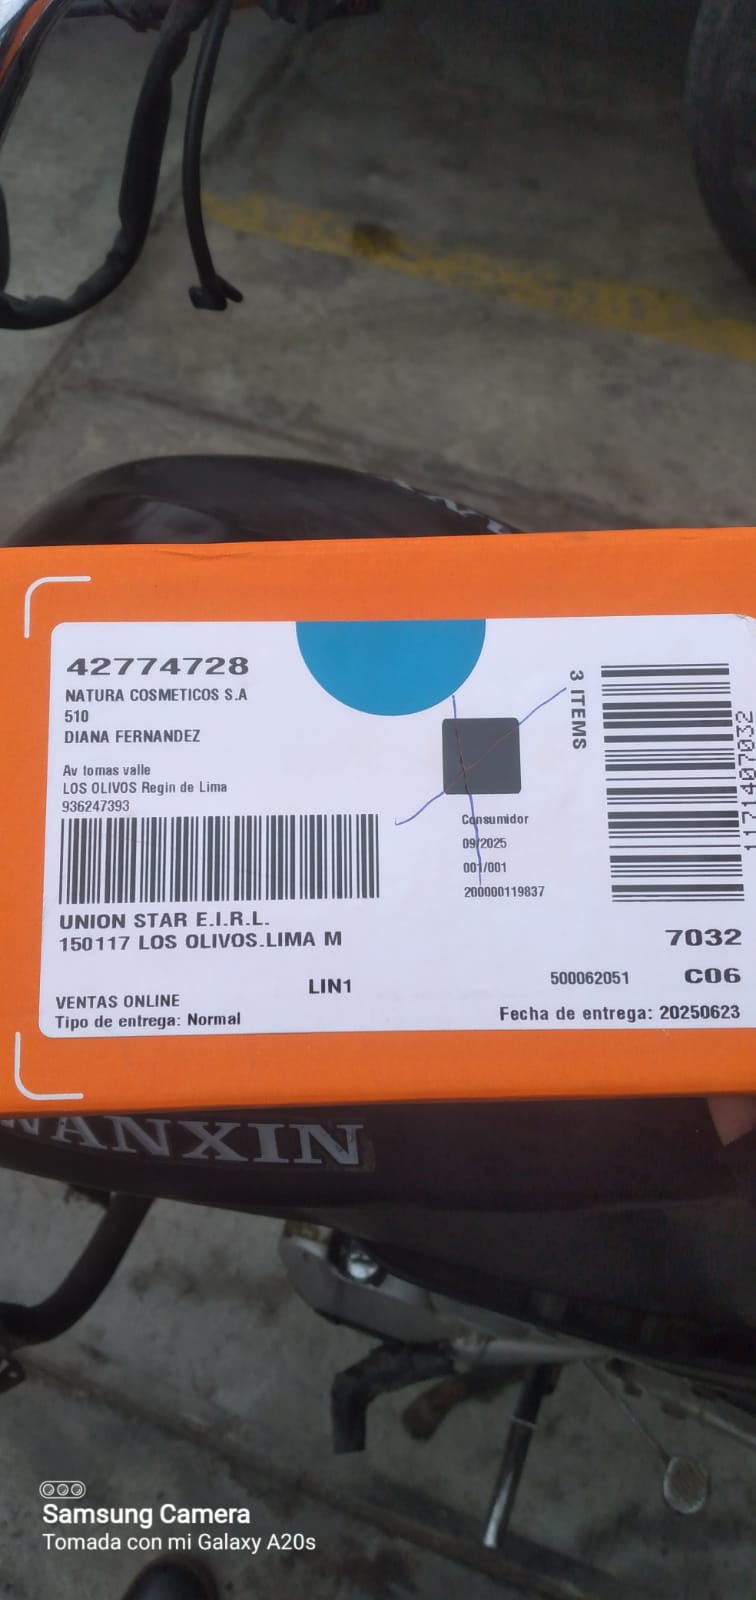 42774728
NATURA COSMETICOS S.A
510
DIANA FERNANDEZ
Av tomas valle
LOS OLIVOS Regin de Lima
936247393
3 ITEMS
1171407032
Consumidor
09/2025
001/001
200000119837
UNION STAR E.I.R.L.
150117 LOS OLIVOS.LIMA M
7032
LIN1
500062051
C06
VENTAS ONLINE
Tipo de entrega: Normal
Fecha de entrega: 20250623
WANXIN
Samsung Camera
Tomada con mi Galaxy A20s